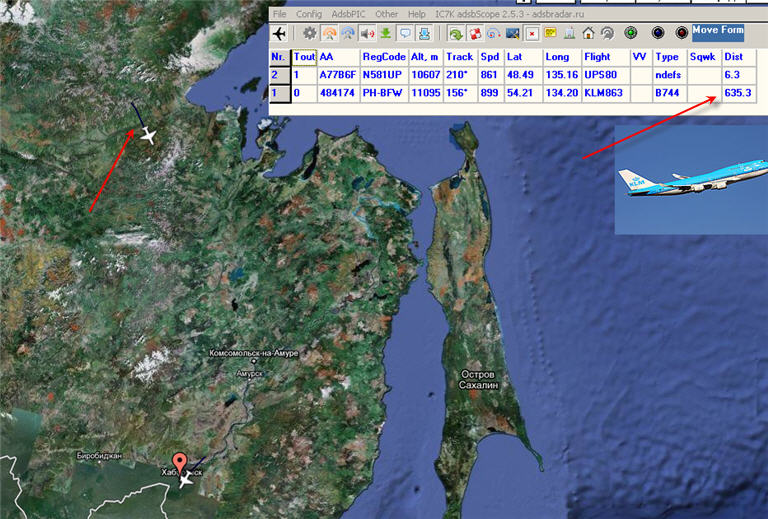 File Config AdsbPIC Other Help IC7K adsbScope 2.5.3 - adsbradar.ru
Move Form
Nr. Tout AA RegCode Alt, m Track Spd Lat Long Flight VV Type Sqwk Dist
2 1 A77B6F N581UP 10607 210° 861 48.49 135.16 UPS80 ndefs 6.3
1 0 484174 PH-BFW 11095 156° 899 54.21 134.20 KLM863 B744 635.3
KLM
Комсомольск-на-Амуре
Амурск
Остров
Сахалин
Биробиджан